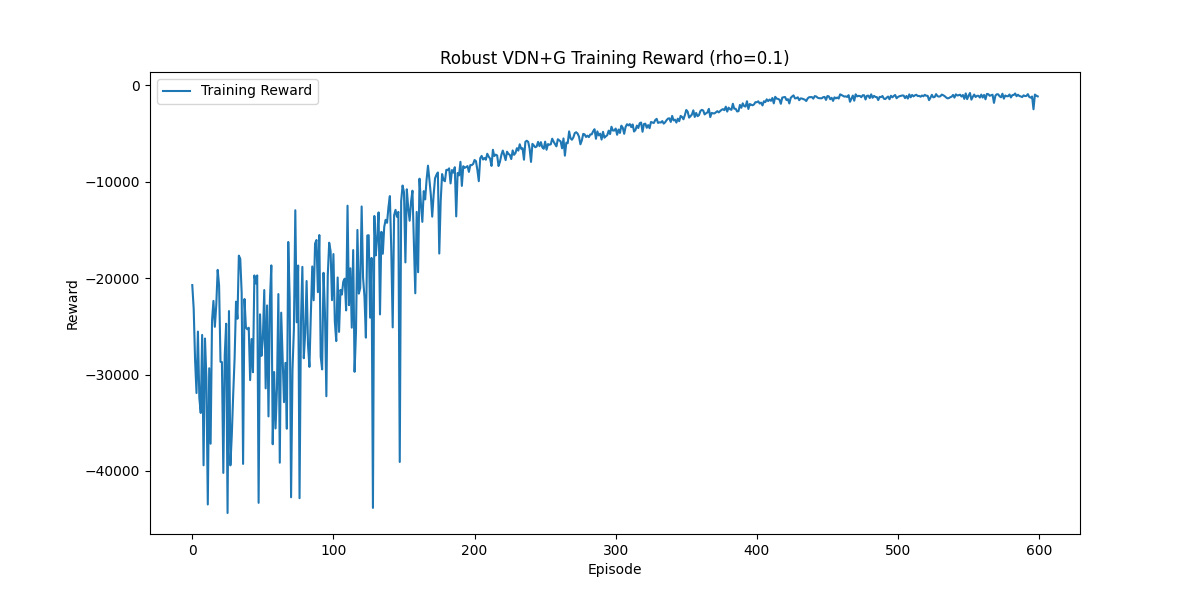 Robust VDN+G Training Reward (rho=0.1)
Training Reward
0
−10000
−20000
−30000
−40000
Reward
0 100 200 300 400 500 600
Episode